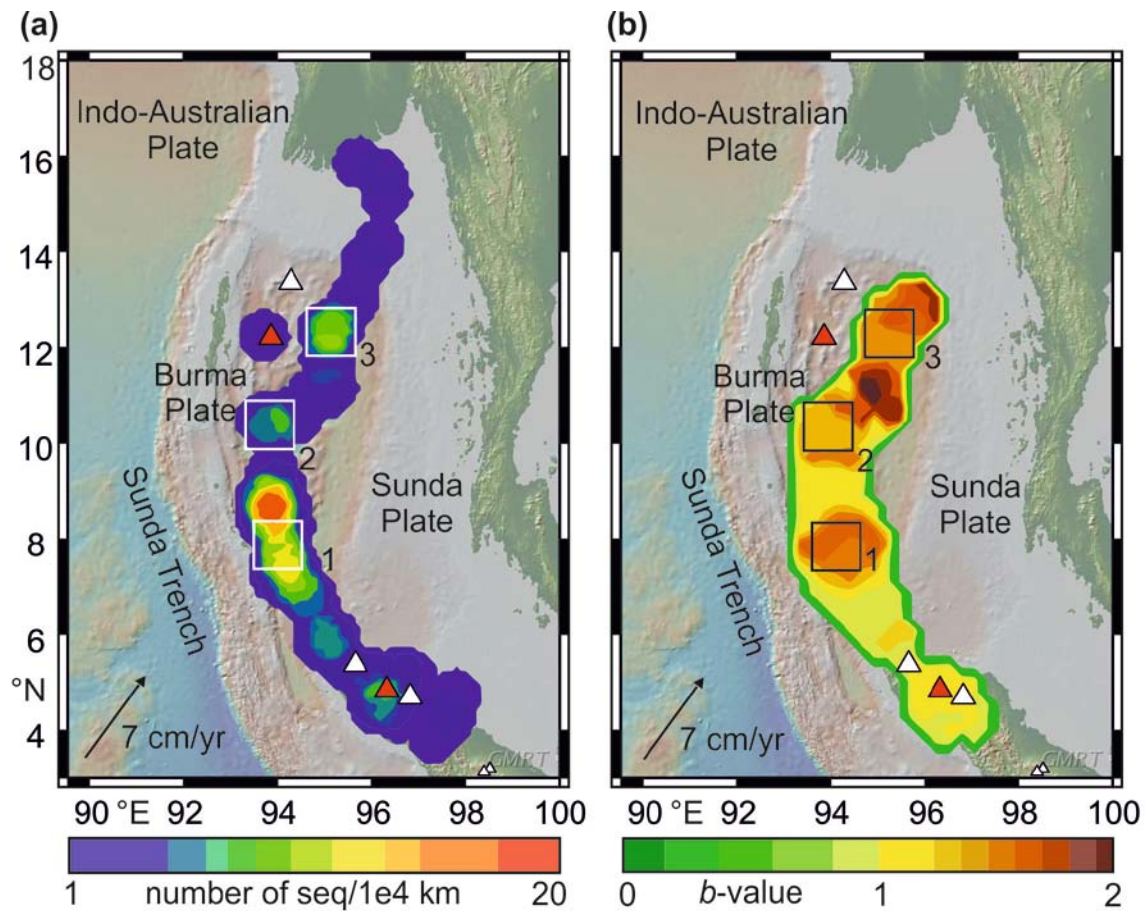 (a)
(b)
18
16
14
12
10
8
6
°N
4
Indo-Australian
Plate
Burma
Plate
Sunda
Plate
Sunda Trench
3
2
1
7 cm/yr
GMRT
90 °E 92 94 96 98 100
1 number of seq/1e4 km 20
Indo-Australian
Plate
Burma
Plate
Sunda
Plate
Sunda Trench
3
2
1
7 cm/yr
GMRT
90 °E 92 94 96 98 100
0 b-value 1 2